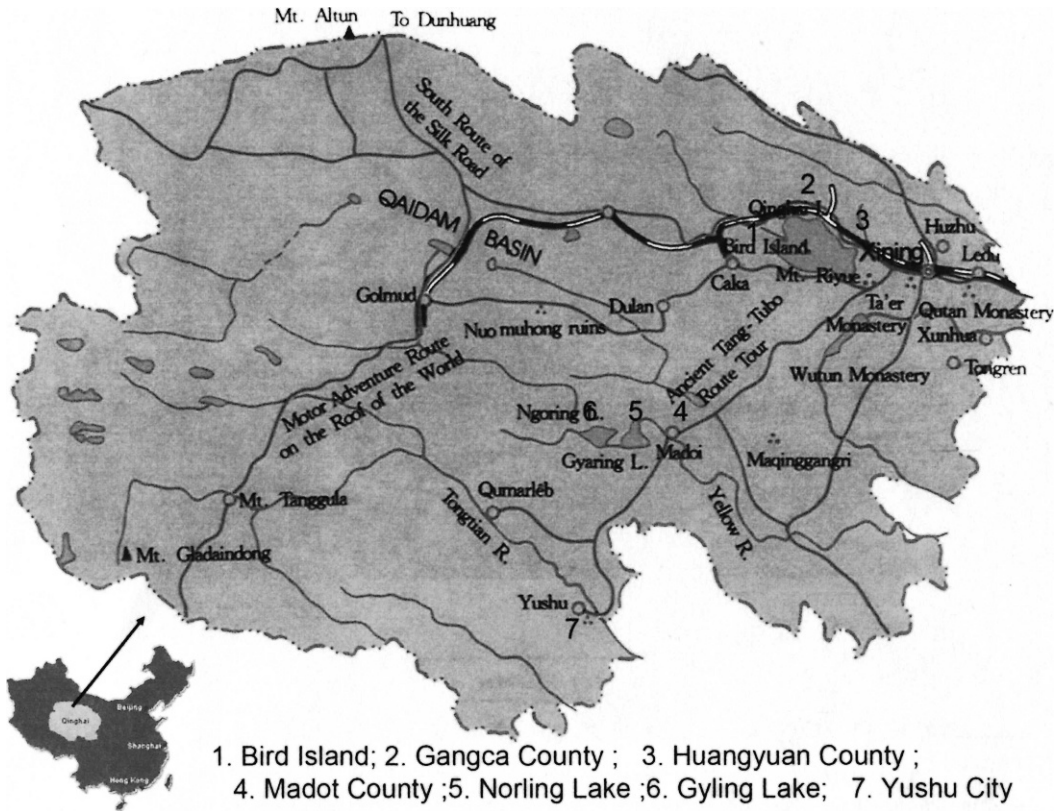 Mt. Altun
To Dunhuang
South Route of
the Silk Road
QAIDAM
BASIN
2
Qinghai L.
1
3
Huzhu
Bird Island.
Xining
Ledu
Mt. Riyue
Caka
Golmud
Dulan
Ta'er
Monastery
Qutan Monastery
Nuo muhong ruins
Xunhua
Ancient Tang-Tubo
Route Tour
Wutun Monastery
Tongren
Motor Adventure Route
on the Roof of the World
Ngoring L.
6
5
4
Madoi
Gyaring L.
Maqinggangri
Qumarlêb
Mt. Tanggula
Tongtian R.
Yellow R.
Mt. Gladaindong
Yushu
7
Beijing
Qinghai
Shanghai
Hong Kong
1. Bird Island; 2. Gangca County ; 3. Huangyuan County ;
4. Madot County ;5. Norling Lake ;6. Gyling Lake; 7. Yushu City